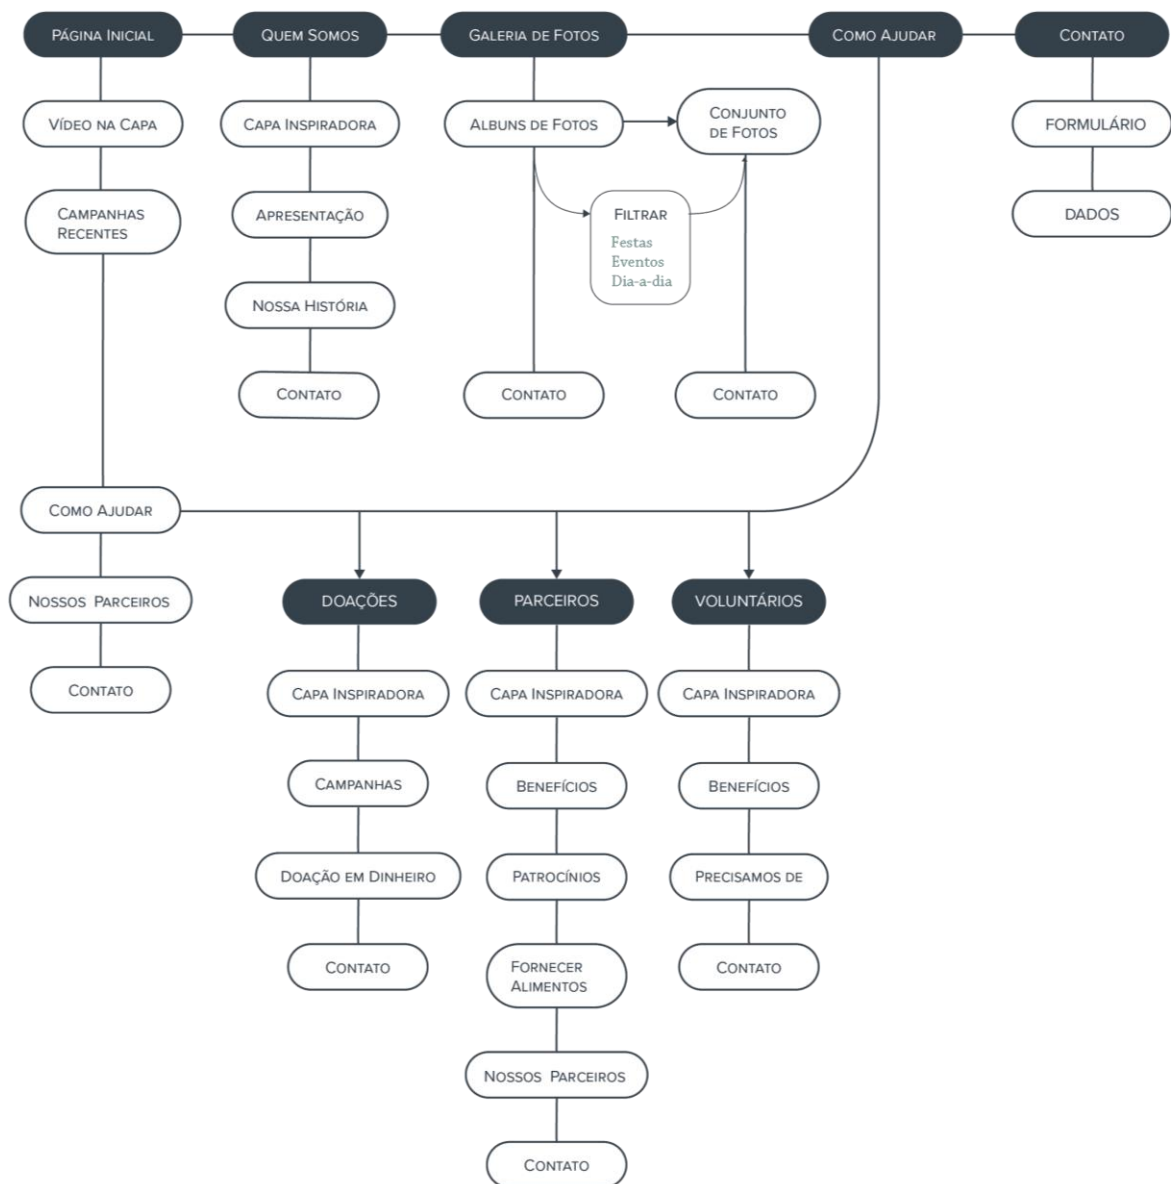 PÁGINA INICIAL
QUEM SOMOS
GALERIA DE FOTOS
COMO AJUDAR
CONTATO
VÍDEO NA CAPA
CAPA INSPIRADORA
ALBUNS DE FOTOS
CONJUNTO
DE FOTOS
FORMULÁRIO
CAMPANHAS
RECENTES
APRESENTAÇÃO
FILTRAR
Festas
Eventos
Dia-a-dia
DADOS
NOSSA HISTÓRIA
CONTATO
CONTATO
CONTATO
COMO AJUDAR
NOSSOS PARCEIROS
CONTATO
DOAÇÕES
PARCEIROS
VOLUNTÁRIOS
CAPA INSPIRADORA
CAPA INSPIRADORA
CAPA INSPIRADORA
CAMPANHAS
BENEFÍCIOS
BENEFÍCIOS
DOAÇÃO EM DINHEIRO
PATROCÍNIOS
PRECISAMOS DE
CONTATO
FORNECER
ALIMENTOS
CONTATO
NOSSOS PARCEIROS
CONTATO